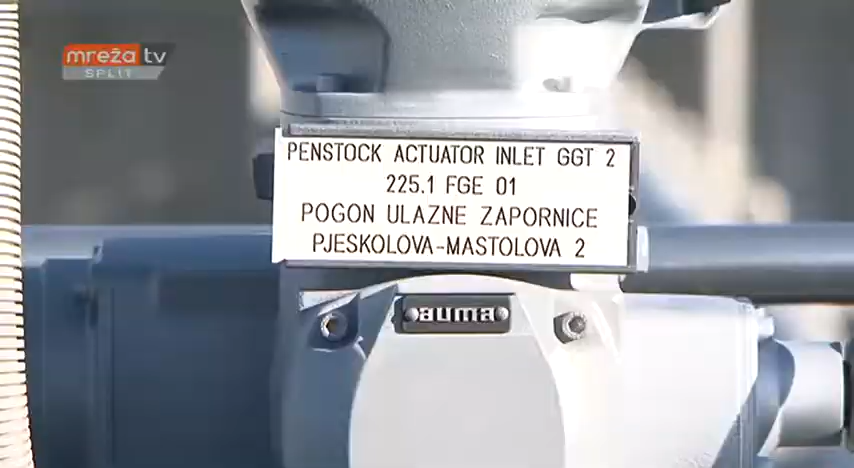 mreža tv
SPLIT
PENSTOCK ACTUATOR INLET GGT 2
225.1 FGE 01
POGON ULAZNE ZAPORNICE
PJESKOLOVA-MASTOLOVA 2
auma